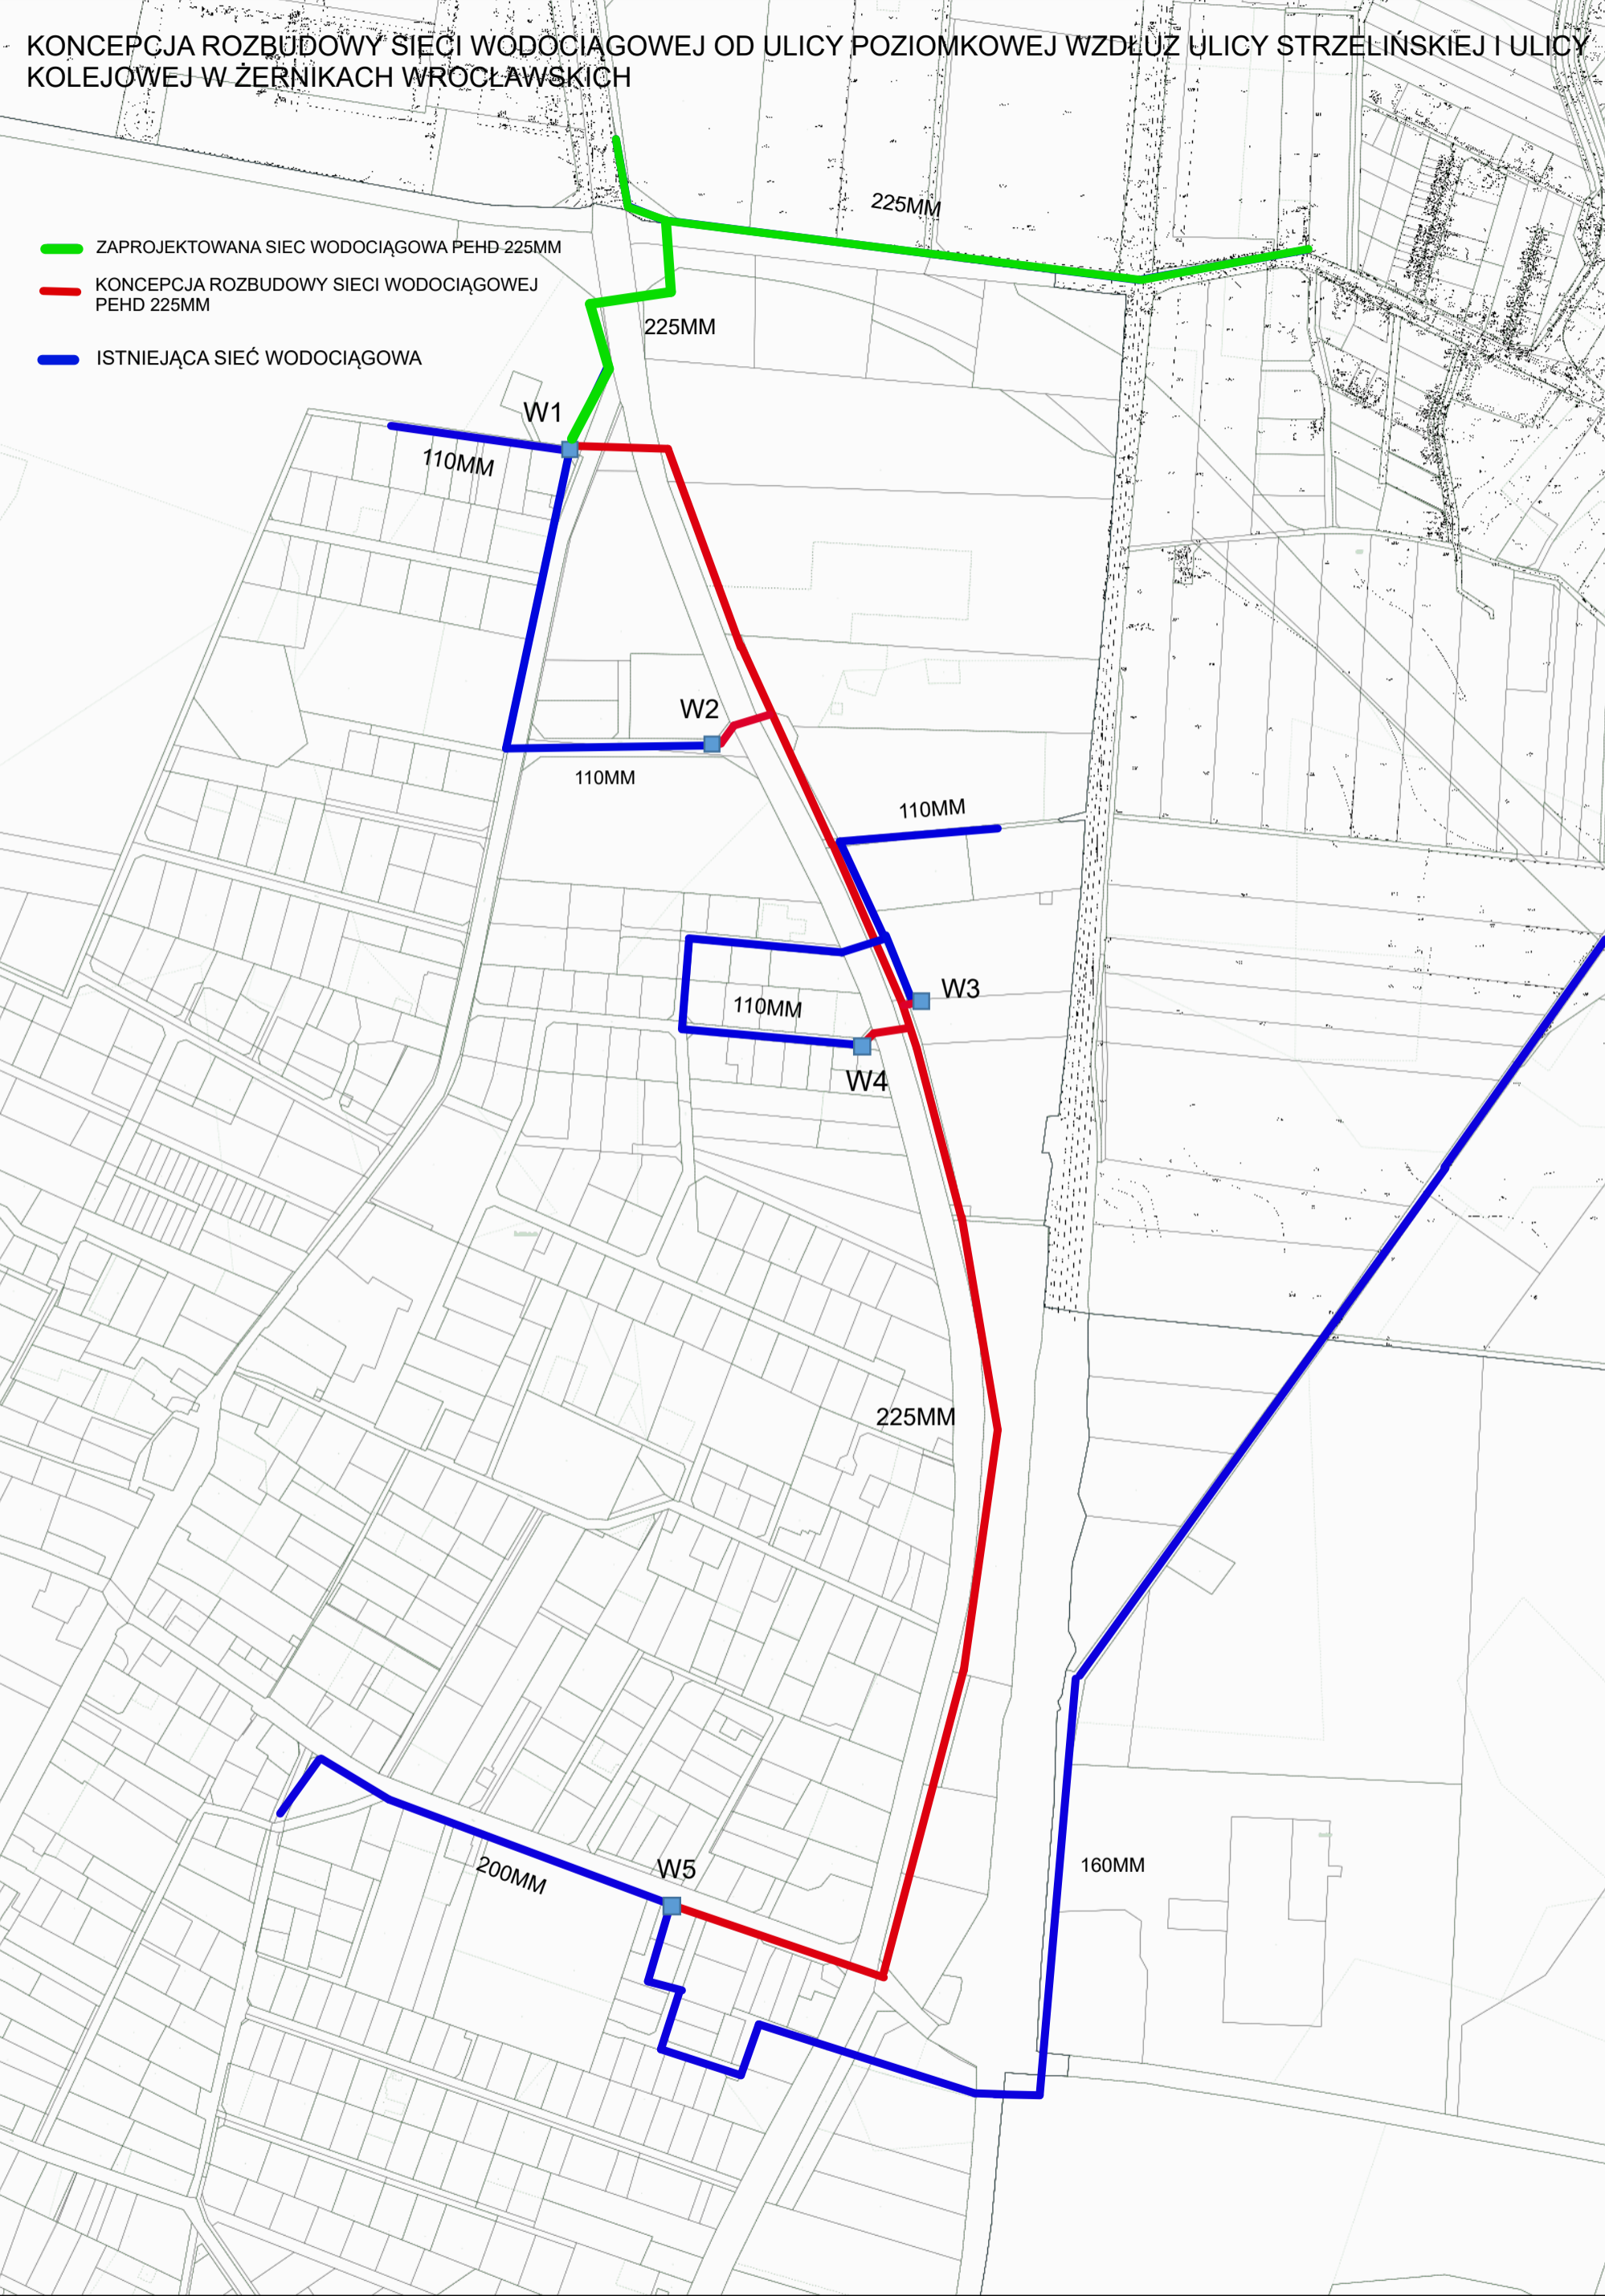 KONCEPCJA ROZBUDOWY SIECI WODOCIĄGOWEJ OD ULICY POZIOMKOWEJ WZDŁUŻ ULICY STRZELIŃSKIEJ I ULICY
KOLEJOWEJ W ŻERNIKACH WROCŁAWSKICH
225MM
ZAPROJEKTOWANA SIEC WODOCIĄGOWA PEHD 225MM
KONCEPCJA ROZBUDOWY SIECI WODOCIĄGOWEJ
PEHD 225MM
225MM
ISTNIEJĄCA SIEĆ WODOCIĄGOWA
W1
110MM
W2
110MM
110MM
W3
110MM
W4
225MM
160MM
W5
200MM